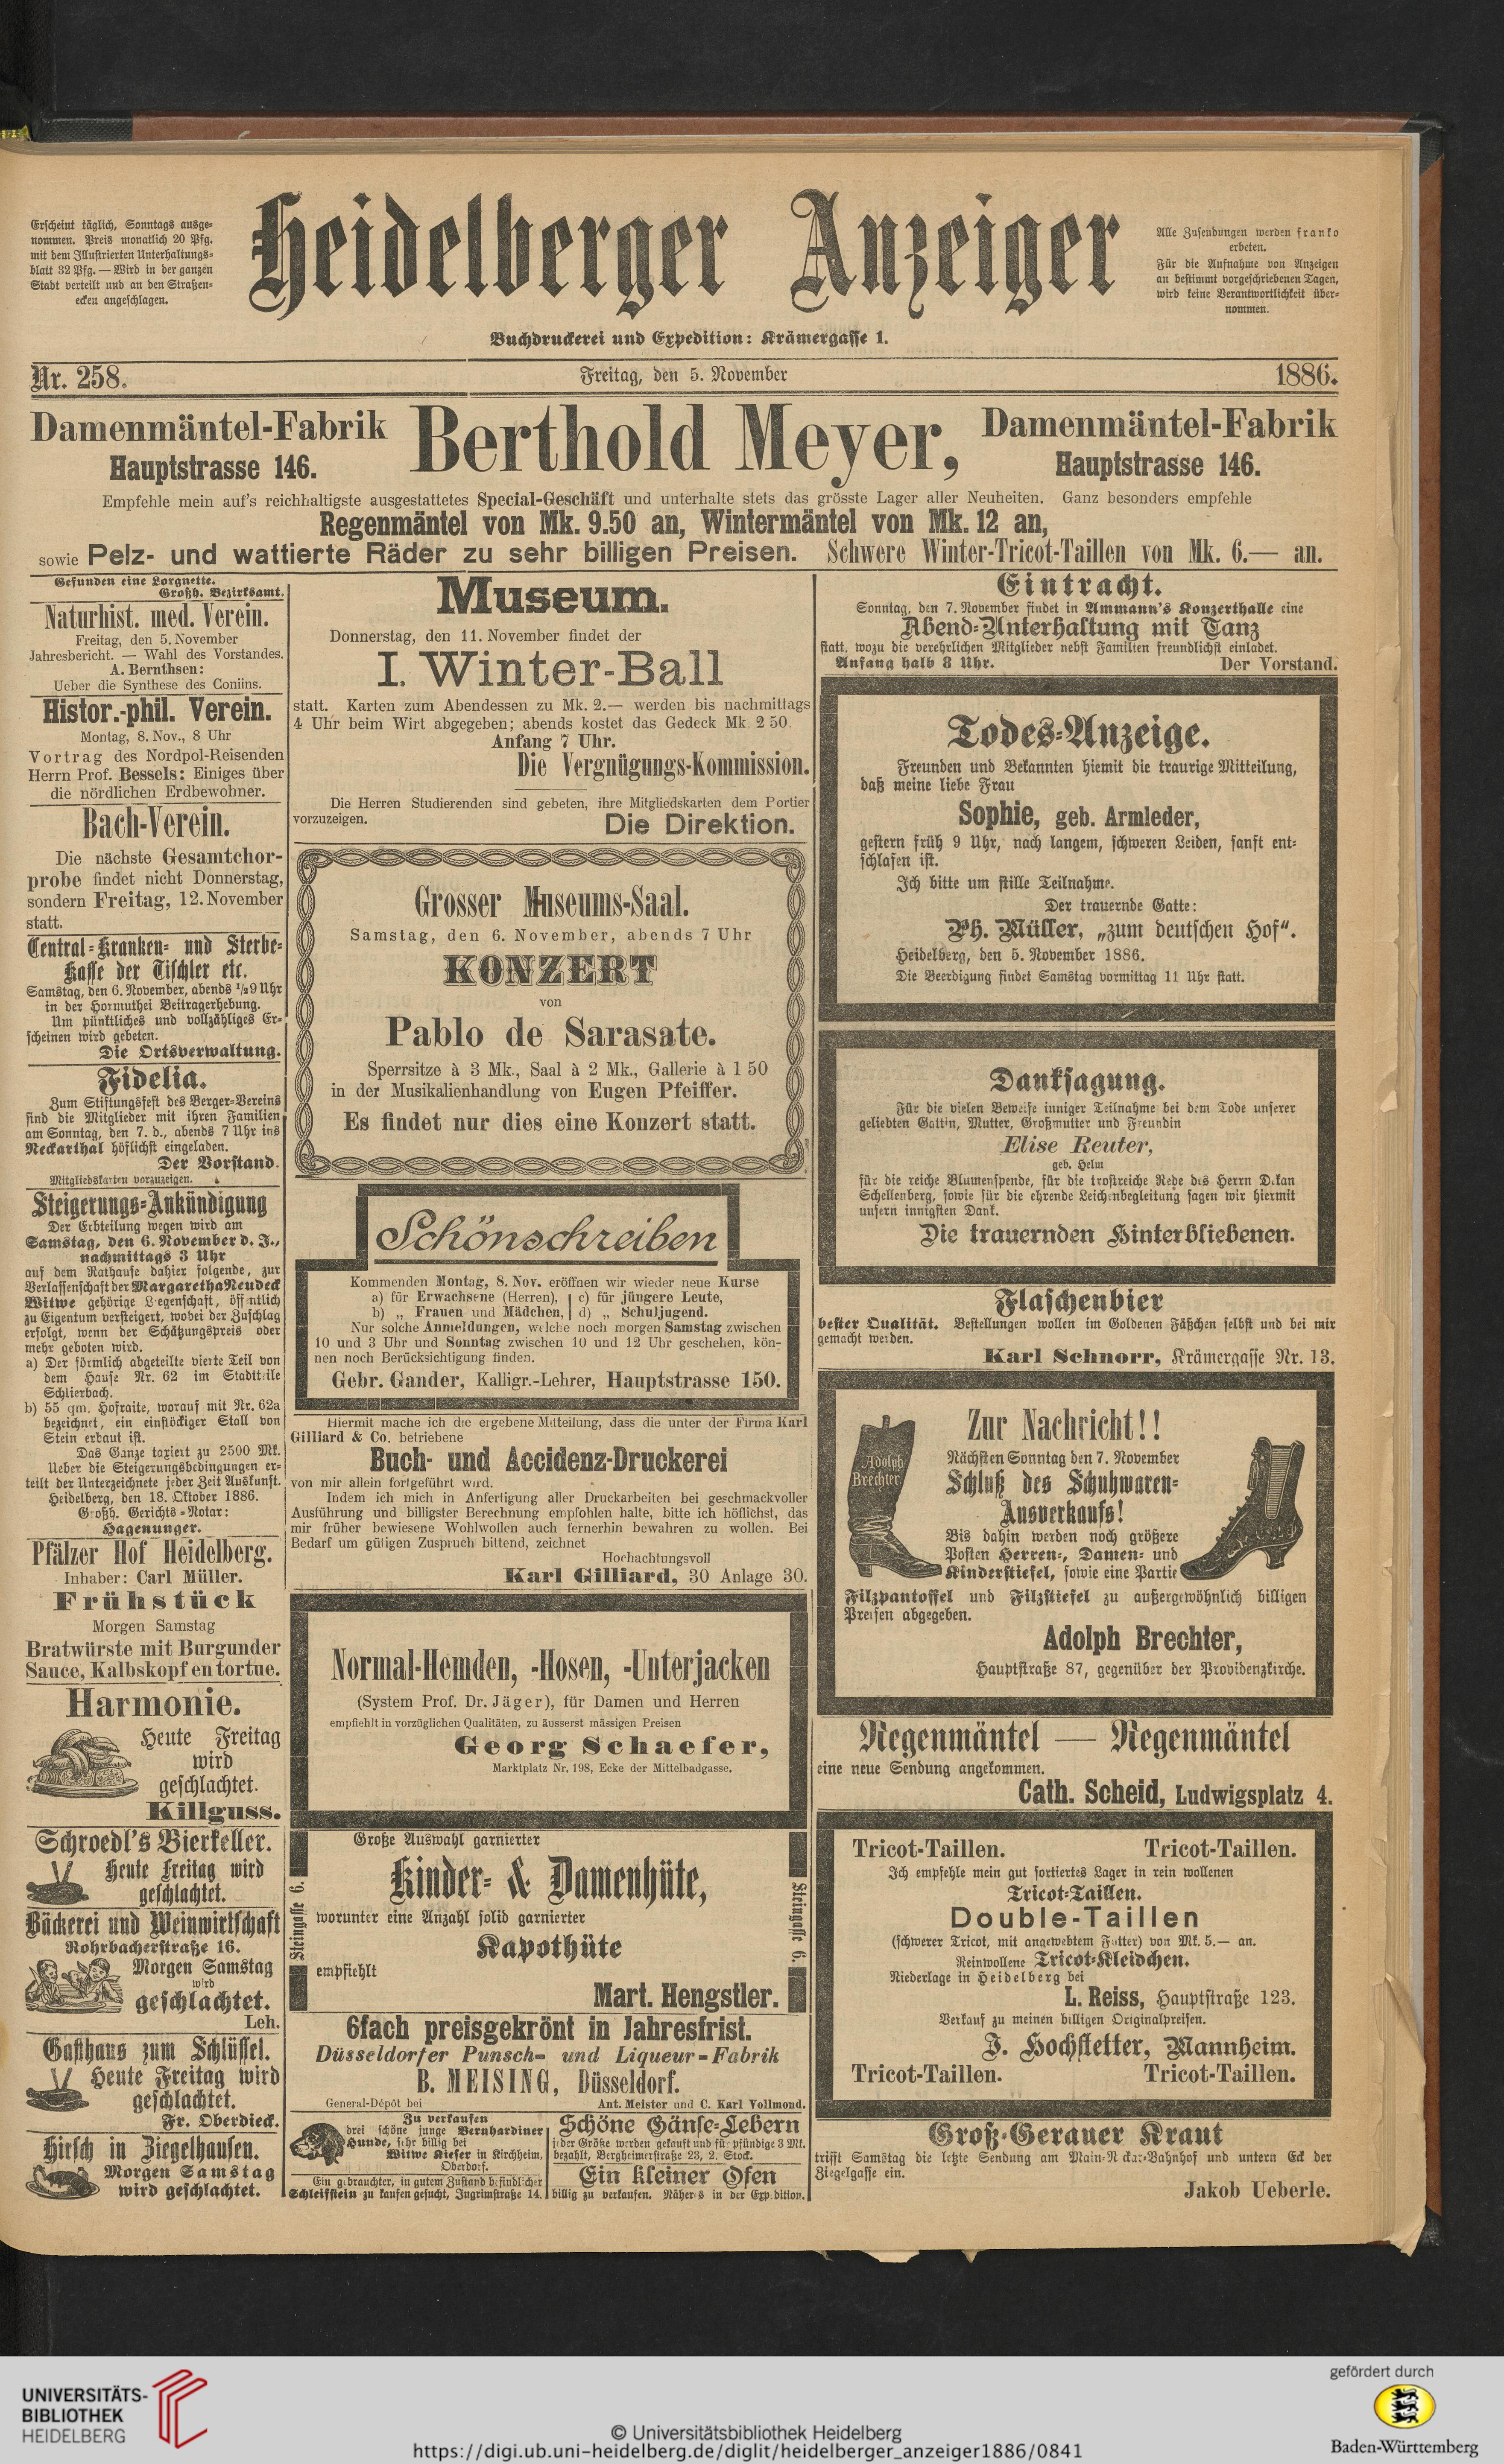 Erscheint täglich, Sonntags ausge-
nommen. Preis monatlich 20 Pfg.
mit dem Illustrierten Unterhaltungs-
blatt 32 Pfg. — Wird in der ganzen
Stadt verteilt und an den Straßen-
ecken angeschlagen.
Heidelberger Anzeiger
Alle Zusendungen werden franko
erbeten.
Für die Aufnahme von Anzeigen
an bestimmt vorgeschriebenen Tagen,
wird keine Verantwortlichkeit über-
nommen.
Buchdruckerei und Expedition: Krämergasse 1.
Nr. 258.
Freitag, den 5. November
1886.
Damenmäntel-Fabrik
Hauptstrasse 146.
Berthold Meyer,
Damenmäntel-Fabrik
Hauptstrasse 146.
Empfehle mein auf's reichhaltigste ausgestattetes Special-Geschäft und unterhalte stets das grösste Lager aller Neuheiten. Ganz besonders empfehle
Regenmäntel von Mk. 9.50 an, Wintermäntel von Mk. 12 an,
sowie Pelz- und wattierte Räder zu sehr billigen Preisen. Schwere Winter-Tricot-Taillen von Mk. 6.— an.
Gefunden eine Lorgnette.
Großh. Bezirksamt.
Naturhist. med. Verein.
Freitag, den 5. November
Jahresbericht. — Wahl des Vorstandes.
A. Bernthsen:
Ueber die Synthese des Coniins.
Histor.-phil. Verein.
Montag, 8. Nov., 8 Uhr
Vortrag des Nordpol-Reisenden
Herrn Prof. Bessels: Einiges über
die nördlichen Erdbewohner.
Bach-Verein.
Die nächste Gesamtchor-
probe findet nicht Donnerstag,
sondern Freitag, 12. November
statt.
Central-Kranken- und Sterbe-
Kasse der Tischler etc.
Samstag, den 6. November, abends ½9 Uhr
in der Hormuthei Beitragerhebung.
Um pünktliches und vollzähliges Er-
scheinen wird gebeten.
Die Ortsverwaltung.
Fidelia.
Zum Stiftungsfest des Berger-Vereins
sind die Mitglieder mit ihren Familien
am Sonntag, den 7. d., abends 7 Uhr ins
Neckarthal höflichst eingeladen.
Der Vorstand.
Mitgliedskarten vorzuzeigen.
Steigerungs-Ankündigung
Der Erbteilung wegen wird am
Samstag, den 6. November d. J.,
nachmittags 3 Uhr
auf dem Rathause dahier folgende, zur
Verlassenschaft der Margaretha Neudeck
Witwe gehörige Liegenschaft, öffentlich
zu Eigentum versteigert, wobei der Zuschlag
erfolgt, wenn der Schätzungspreis oder
mehr geboten wird.
a) Der förmlich abgeteilte vierte Teil von
dem Hause Nr. 62 im Stadtteile
Schlierbach.
b) 55 qm. Hofraite, worauf mit Nr. 62a
bezeichnet, ein einstöckiger Stall von
Stein erbaut ist.
Das Ganze taxiert zu 2500 Mk.
Ueber die Steigerungsbedingungen er-
teilt der Unterzeichnete jeder Zeit Auskunft.
Heidelberg, den 18. Oktober 1886.
Großh. Gerichts-Notar:
Hagenunger.
Pfälzer Hof Heidelberg.
Inhaber: Carl Müller.
Frühstück
Morgen Samstag
Bratwürste mit Burgunder
Sauce, Kalbskopf en tortue.
Harmonie.
Heute Freitag
wird
geschlachtet.
Killguss.
Schroedl's Bierkeller.
Heute Freitag wird
geschlachtet.
Bäckerei und Weinwirtschaft
Rohrbacherstraße 16.
Morgen Samstag
wird
geschlachtet.
Leh.
Gasthaus zum Schlüssel.
Heute Freitag wird
geschlachtet.
Fr. Oberdieck.
Hirsch in Ziegelhausen.
Morgen Samstag
wird geschlachtet.
Museum.
Donnerstag, den 11. November findet der
I. Winter-Ball
statt. Karten zum Abendessen zu Mk. 2.— werden bis nachmittags
4 Uhr beim Wirt abgegeben; abends kostet das Gedeck Mk. 2 50.
Anfang 7 Uhr.
Die Vergnügungs-Kommission.
Die Herren Studierenden sind gebeten, ihre Mitgliedskarten dem Portier
vorzuzeigen.
Die Direktion.
Grosser Museums-Saal.
Samstag, den 6. November, abends 7 Uhr
KONZERT
von
Pablo de Sarasate.
Sperrsitze à 3 Mk., Saal à 2 Mk., Gallerie à 1 50
in der Musikalienhandlung von Eugen Pfeiffer.
Es findet nur dies eine Konzert statt.
Schönschreiben
Kommenden Montag, 8. Nov. eröffnen wir wieder neue Kurse
a) für Erwachsene (Herren), c) für jüngere Leute,
b) „ Frauen und Mädchen, d) „ Schuljugend.
Nur solche Anmeldungen, welche noch morgen Samstag zwischen
10 und 3 Uhr und Sonntag zwischen 10 und 12 Uhr geschehen, kön-
nen noch Berücksichtigung finden.
Gebr. Gander, Kalligr.-Lehrer, Hauptstrasse 150.
Hiermit mache ich die ergebene Mitteilung, dass die unter der Firma Karl
Gilliard & Co. betriebene
Buch- und Accidenz-Druckerei
von mir allein fortgeführt wird.
Indem ich mich in Anfertigung aller Druckarbeiten bei geschmackvoller
Ausführung und billigster Berechnung empfohlen halte, bitte ich höflichst, das
mir früher bewiesene Wohlwollen auch fernerhin bewahren zu wollen. Bei
Bedarf um gütigen Zuspruch bittend, zeichnet
Hochachtungsvoll
Karl Gilliard, 30 Anlage 30.
Normal-Hemden, -Hosen, -Unterjacken
(System Prof. Dr. Jäger), für Damen und Herren
empfiehlt in vorzüglichen Qualitäten, zu äusserst mässigen Preisen
Georg Schaefer,
Marktplatz Nr. 198, Ecke der Mittelbadgasse.
Steingasse 6.
Große Auswahl garnierter
Kinder- & Damenhüte,
worunter eine Anzahl solid garnierter
Kapothüte
empfiehlt
Mart. Hengstler.
Steingasse 6.
6fach preisgekrönt in Jahresfrist.
Düsseldorfer Punsch- und Liqueur-Fabrik
B. MEISING, Düsseldorf.
General-Dépôt bei Ant. Meister und C. Karl Vollmond.
Zu verkaufen
drei schöne junge Bernhardiner
Hunde, sehr billig bei
Witwe Kiefer in Kirchheim,
Oberdorf.
Ein gebrauchter, in gutem Zustand befindlicher
Schleifstein zu kaufen gesucht, Ingrimstraße 14.
Schöne Gänse-Lebern
jeder Größe werden gekauft und für pfündige 3 Mk.
bezahlt, Bergheimerstraße 23, 2. Stock.
Ein kleiner Ofen
billig zu verkaufen. Näheres in der Expedition.
Eintracht.
Sonntag, den 7. November findet in Ammann's Konzerthalle eine
Abend-Unterhaltung mit Tanz
statt, wozu die verehrlichen Mitglieder nebst Familien freundlichst einladet.
Anfang halb 8 Uhr. Der Vorstand.
Todes-Anzeige.
Freunden und Bekannten hiemit die traurige Mitteilung,
daß meine liebe Frau
Sophie, geb. Armleder,
gestern früh 9 Uhr, nach langem, schweren Leiden, sanft ent-
schlafen ist.
Ich bitte um stille Teilnahme.
Der trauernde Gatte:
Ph. Müller, „zum deutschen Hof“.
Heidelberg, den 5. November 1886.
Die Beerdigung findet Samstag vormittag 11 Uhr statt.
Danksagung.
Für die vielen Beweise inniger Teilnahme bei dem Tode unserer
geliebten Gattin, Mutter, Großmutter und Freundin
Elise Reuter,
geb. Helm
für die reiche Blumenspende, für die trostreiche Rede des Herrn Dekan
Schellenberg, sowie für die ehrende Leichenbegleitung sagen wir hiermit
unsern innigsten Dank.
Die trauernden Hinterbliebenen.
Flaschenbier
bester Qualität. Bestellungen wollen im Goldenen Fäßchen selbst und bei mir
gemacht werden.
Karl Schnorr, Krämergasse Nr. 13.
Adolph
Brechter
Zur Nachricht!!
Nächsten Sonntag den 7. November
Schluß des Schuhwaren-
Ausverkaufs!
Bis dahin werden noch größere
Posten Herren-, Damen- und
Kinderstiefel, sowie eine Partie
Filzpantoffel und Filzstiefel zu außergewöhnlich billigen
Preisen abgegeben.
Adolph Brechter,
Hauptstraße 87, gegenüber der Providenzkirche.
Regenmäntel — Regenmäntel
eine neue Sendung angekommen.
Cath. Scheid, Ludwigsplatz 4.
Tricot-Taillen. Tricot-Taillen.
Ich empfehle mein gut sortiertes Lager in rein wollenen
Tricot-Taillen.
Double-Taillen
(schwerer Tricot, mit angewebtem Futter) von Mk. 5.— an.
Reinwollene Tricot-Kleidchen.
Niederlage in Heidelberg bei
L. Reiss, Hauptstraße 123.
Verkauf zu meinen billigen Originalpreisen.
J. Hochstetter, Mannheim.
Tricot-Taillen. Tricot-Taillen.
Groß-Gerauer Kraut
trifft Samstag die letzte Sendung am Main-Neckar-Bahnhof und untern Eck der
Ziegelgasse ein.
Jakob Ueberle.
UNIVERSITÄTS-
BIBLIOTHEK
HEIDELBERG
© Universitätsbibliothek Heidelberg
https://digi.ub.uni-heidelberg.de/diglit/heidelberger_anzeiger1886/0841
gefördert durch
Baden-Württemberg